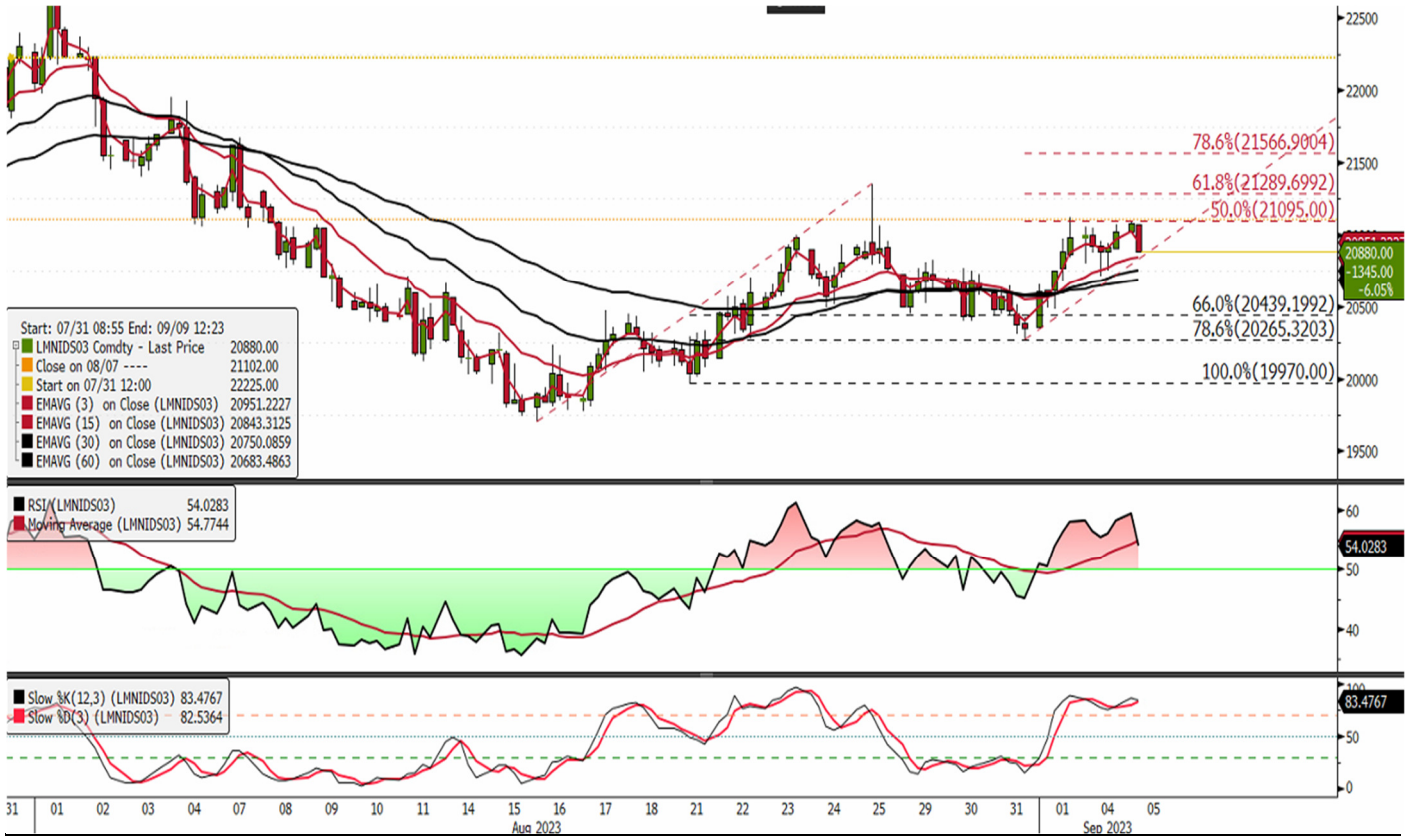 22500
22000
21500
20500
20000
19500
78.6%(21566.9004)
61.8%(21289.6992)
50.0%(21095.00)
20880.00
-1345.00
-6.05%
66.0%(20439.1992)
78.6%(20265.3203)
100.0%(19970.00)
Start: 07/31 08:55 End: 09/09 12:23
LMNIDS03 Comdty - Last Price 20880.00
Close on 08/07 ---- 21102.00
Start on 07/31 12:00 22225.00
EMAVG (3) on Close (LMNIDS03) 20951.2227
EMAVG (15) on Close (LMNIDS03) 20843.3125
EMAVG (30) on Close (LMNIDS03) 20750.0859
EMAVG (60) on Close (LMNIDS03) 20683.4863
RSI (LMNIDS03) 54.0283
Moving Average (LMNIDS03) 54.7744
60
54.0283
50
40
Slow %K(12,3) (LMNIDS03) 83.4767
Slow %D(3) (LMNIDS03) 82.5364
100
83.4767
50
0
31 01 02 03 04 07 08 09 10 11 14 15 16 17 18 21 22 23 24 25 29 30 31 01 04 05
Aug 2023 Sep 2023